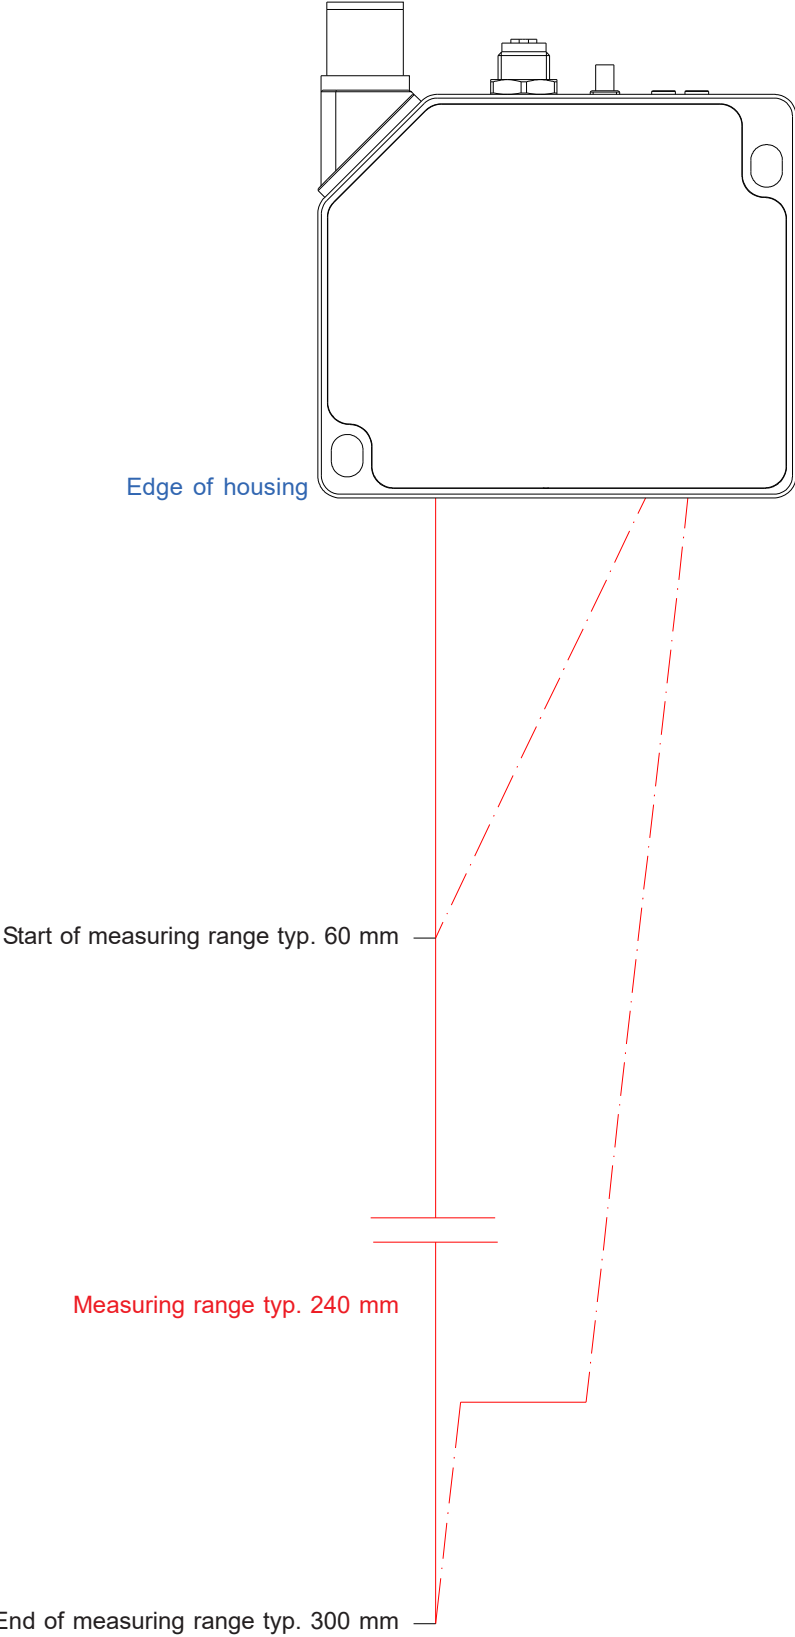 Edge of housing
Start of measuring range typ. 60 mm
Measuring range typ. 240 mm
End of measuring range typ. 300 mm